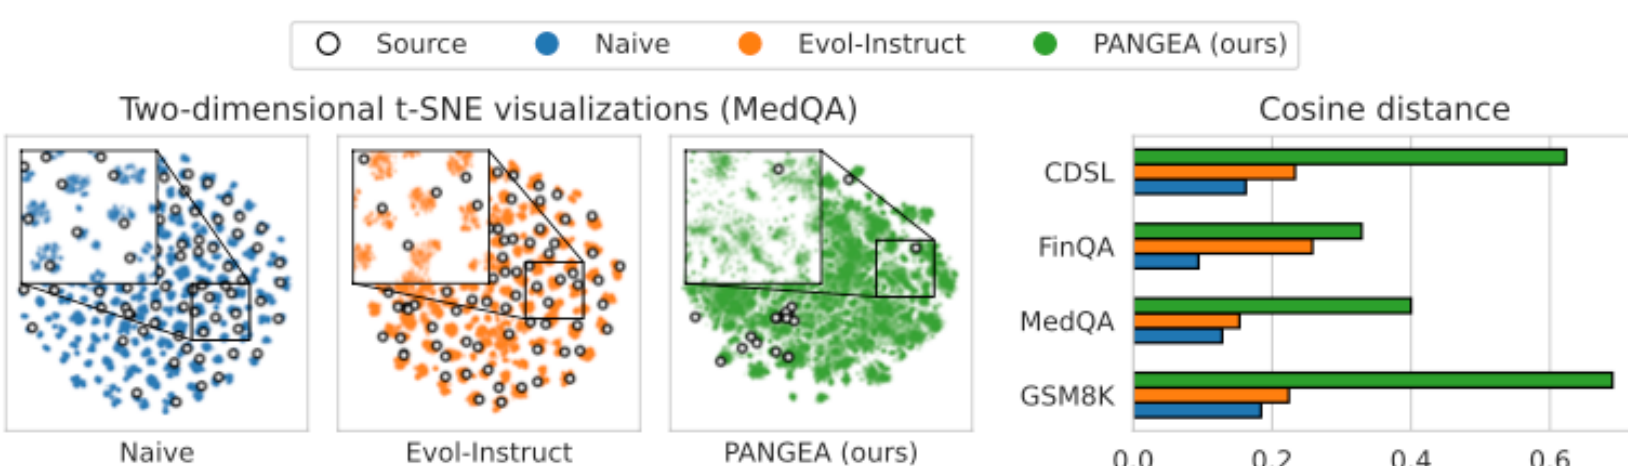 Source Naive Evol-Instruct PANGEA (ours)
Two-dimensional t-SNE visualizations (MedQA)
Naive
Evol-Instruct
PANGEA (ours)
Cosine distance
CDSL
FinQA
MedQA
GSM8K
0.0 0.2 0.4 0.6